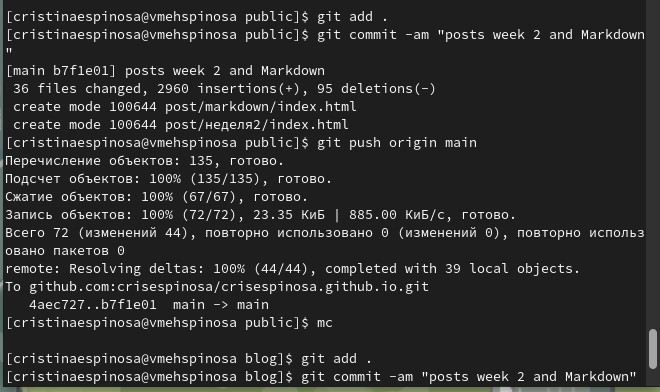 [cristinaespinosa@vmehspinosa public]$ git add .
[cristinaespinosa@vmehspinosa public]$ git commit -am "posts week 2 and Markdown
"
[main b7f1e01] posts week 2 and Markdown
 36 files changed, 2960 insertions(+), 95 deletions(-)
 create mode 100644 post/markdown/index.html
 create mode 100644 post/неделя2/index.html
[cristinaespinosa@vmehspinosa public]$ git push origin main
Перечисление объектов: 135, готово.
Подсчет объектов: 100% (135/135), готово.
Сжатие объектов: 100% (67/67), готово.
Запись объектов: 100% (72/72), 23.35 КиБ | 885.00 КиБ/с, готово.
Всего 72 (изменений 44), повторно использовано 0 (изменений 0), повторно использ
овано пакетов 0
remote: Resolving deltas: 100% (44/44), completed with 39 local objects.
To github.com:crisespinosa/crisespinosa.github.io.git
   4aec727..b7f1e01  main -> main
[cristinaespinosa@vmehspinosa public]$ mc
[cristinaespinosa@vmehspinosa blog]$ git add .
[cristinaespinosa@vmehspinosa blog]$ git commit -am "posts week 2 and Markdown"